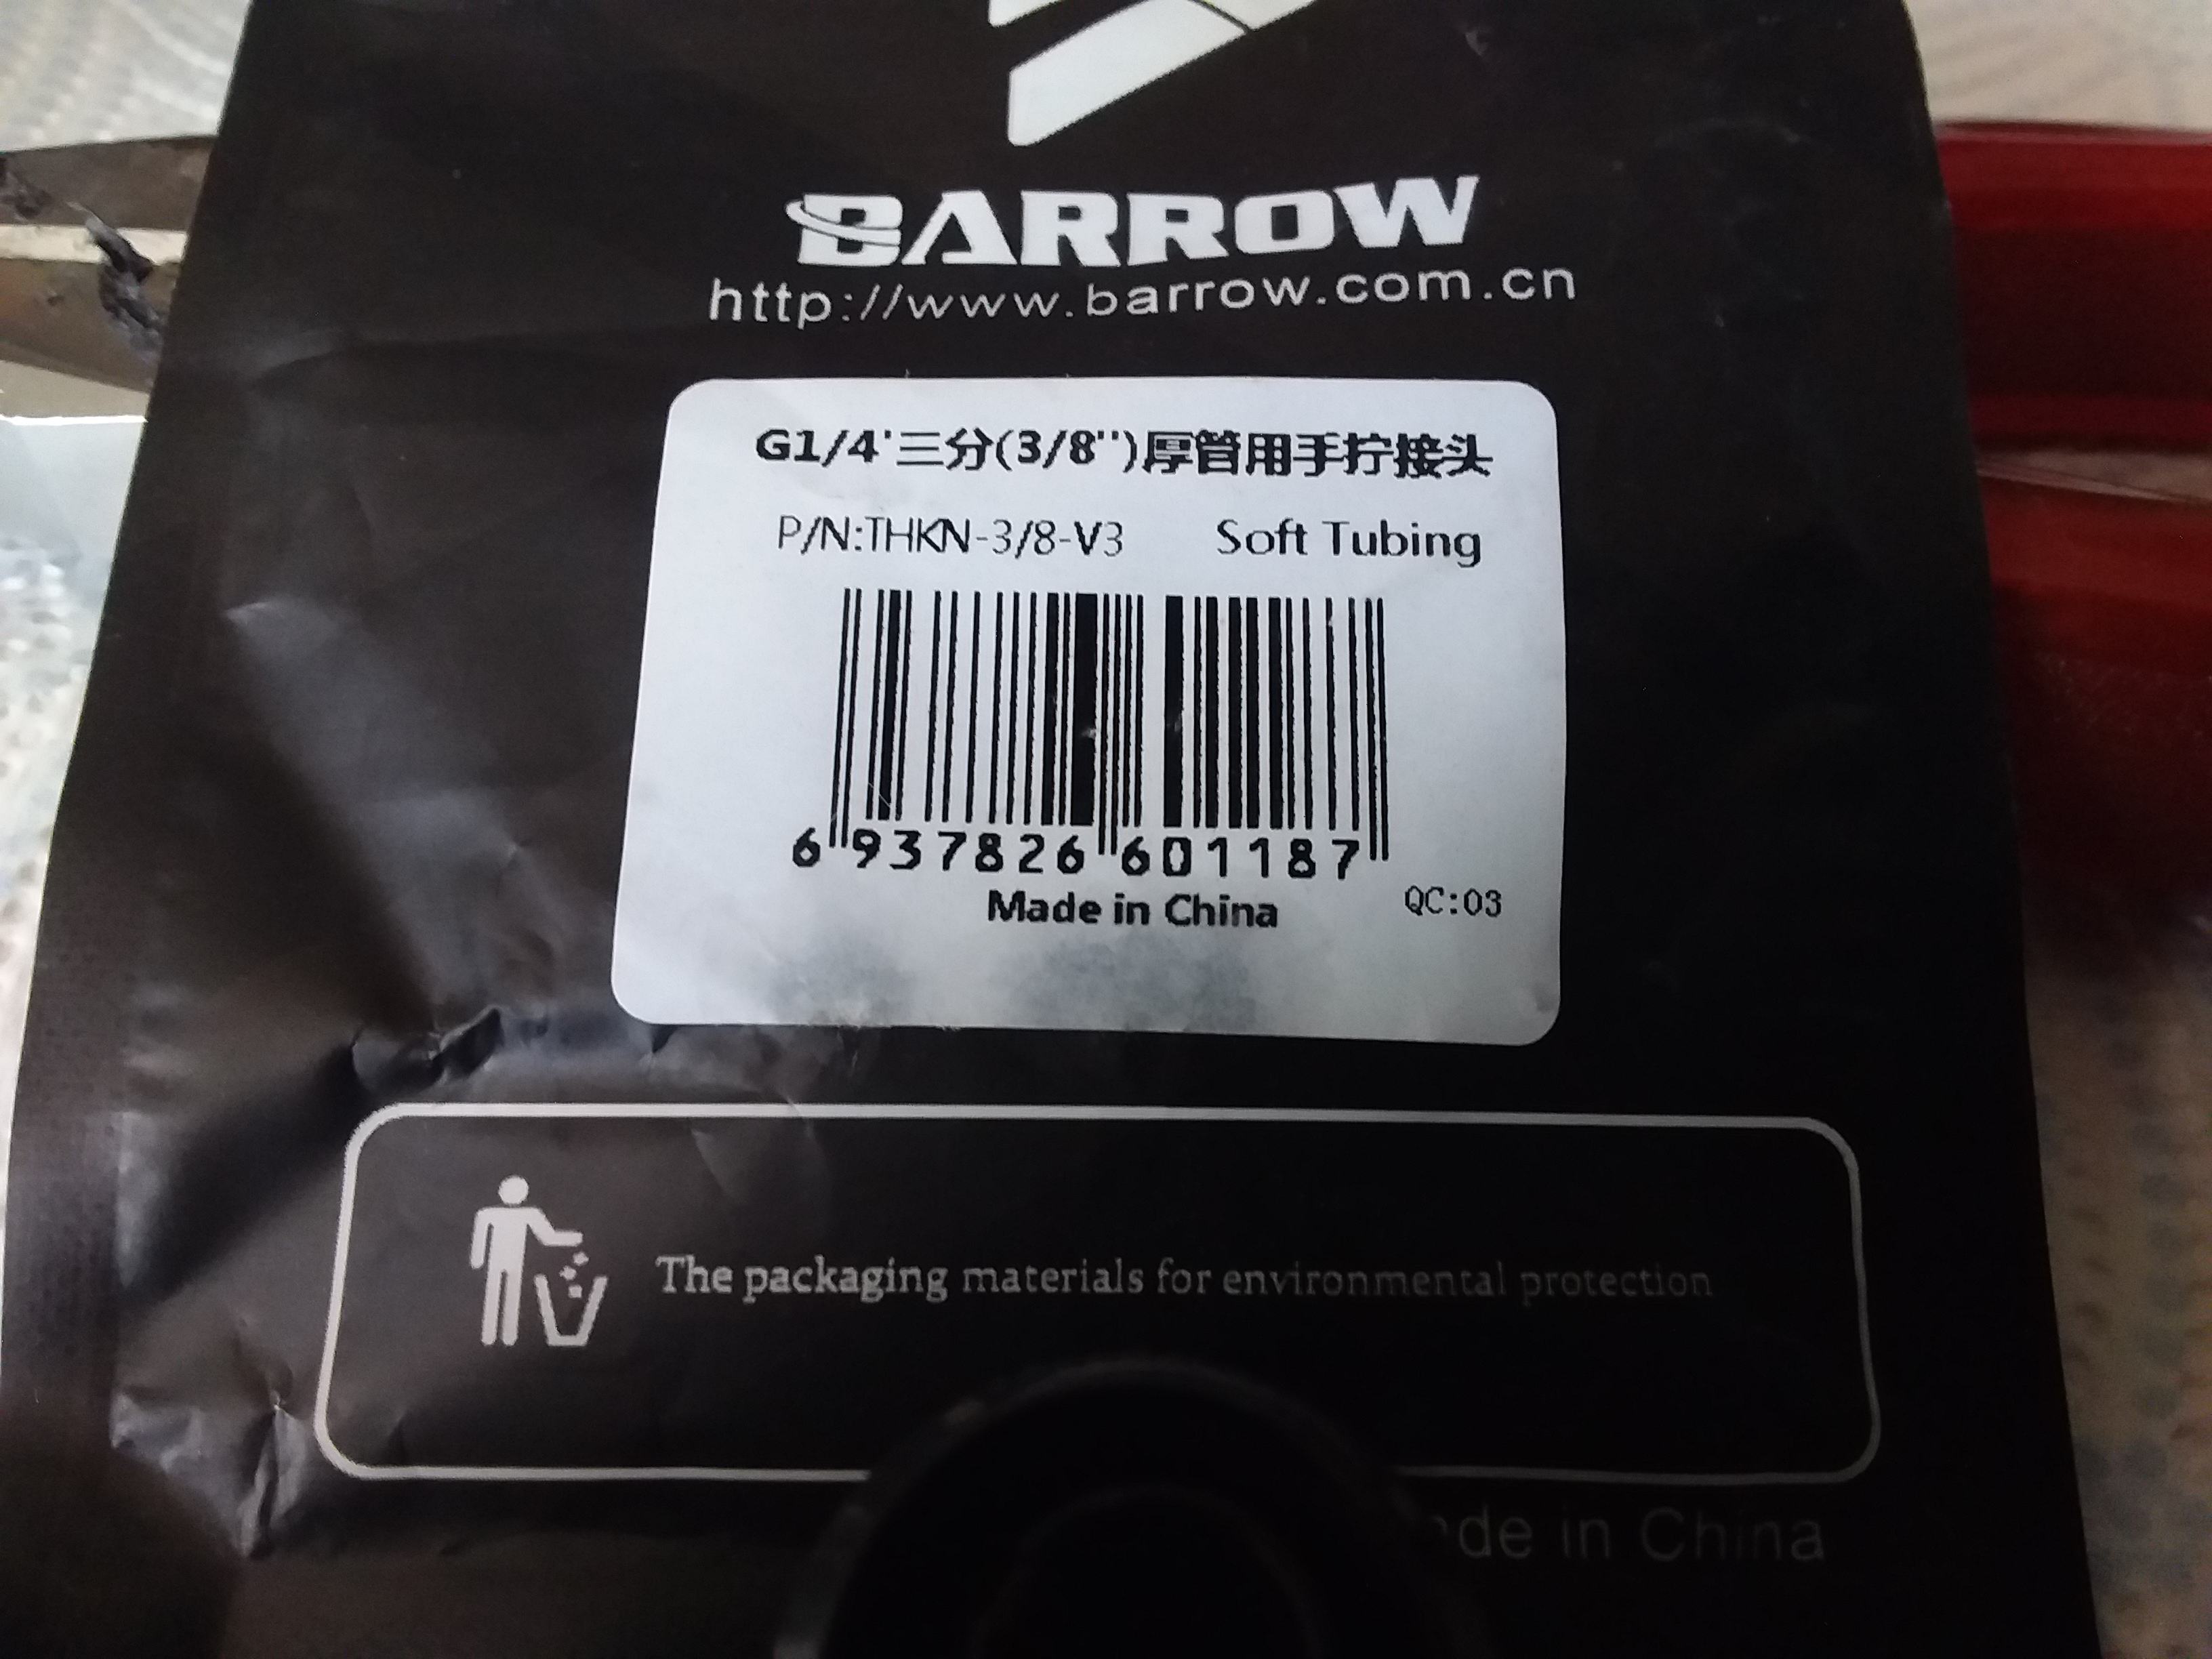 BARROW
http://www.barrow.com.cn
G1/4'三分(3/8'')厚管用手拧接头
P/N:THKN-3/8-V3 Soft Tubing
6 937826 601187
Made in China QC:03
The packaging materials for environmental protection
in China